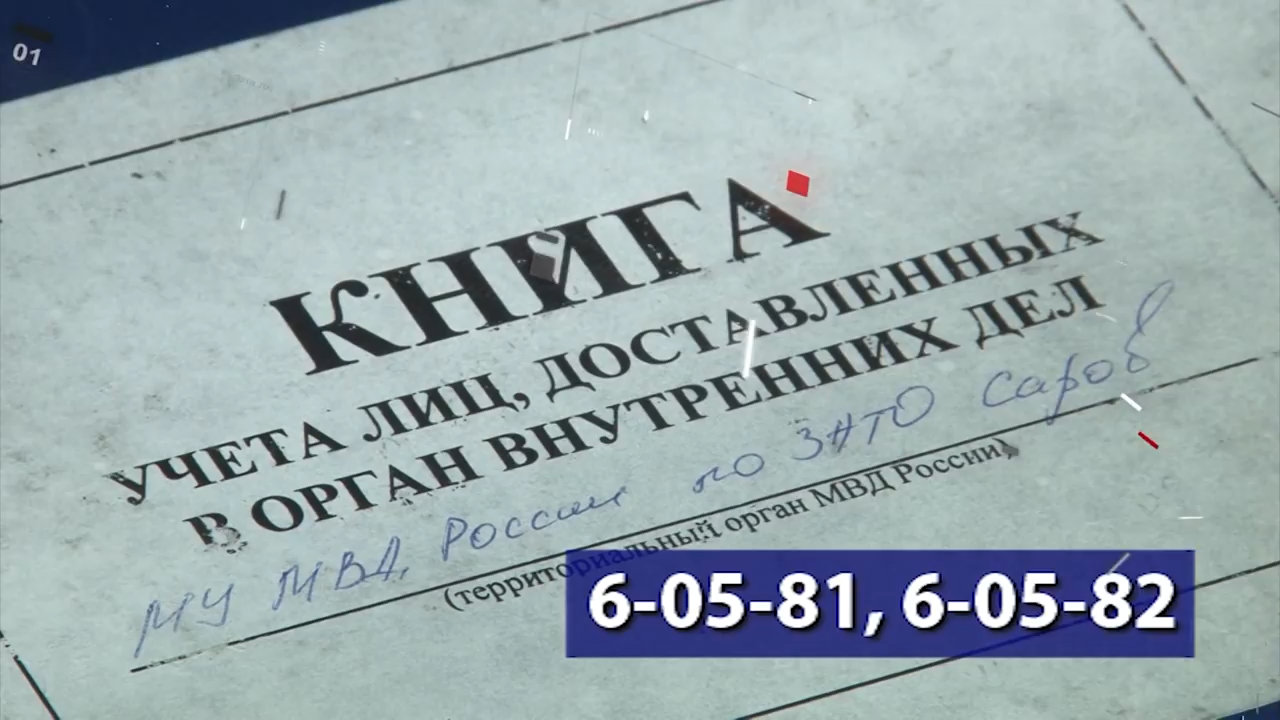 01
КНИГА
УЧЕТА ЛИЦ, ДОСТАВЛЕННЫХ
В ОРГАН ВНУТРЕННИХ ДЕЛ
МУ МВД России по ЗАТО Саров
(территориальный орган МВД России)
6-05-81, 6-05-82